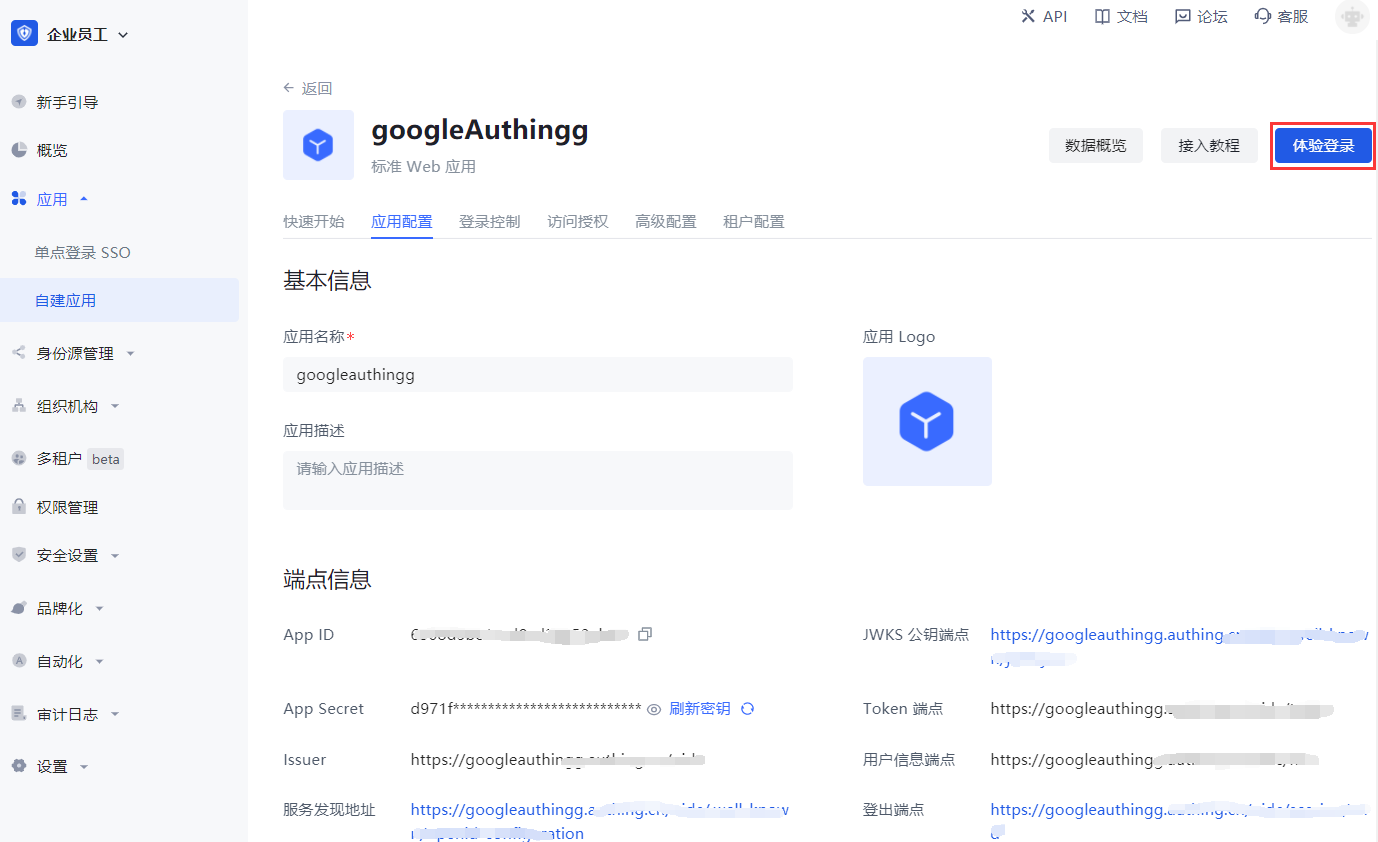 企业员工
API 文档 论坛 客服
新手引导
概览
应用
单点登录 SSO
自建应用
身份源管理
组织机构
多租户 beta
权限管理
安全设置
品牌化
自动化
审计日志
设置
返回
googleAuthingg
标准 Web 应用
数据概览 接入教程 体验登录
快速开始 应用配置 登录控制 访问授权 高级配置 租户配置
基本信息
应用名称*
googleauthingg
应用描述
请输入应用描述
应用 Logo
端点信息
App ID
JWKS 公钥端点 https://googleauthingg.authing.
App Secret d971f*************************** 刷新密钥
Token 端点 https://googleauthingg.
Issuer https://googleauthin
用户信息端点 https://googleauthingg
服务发现地址 https://googleauthingg.
登出端点 https://googleauthingg.